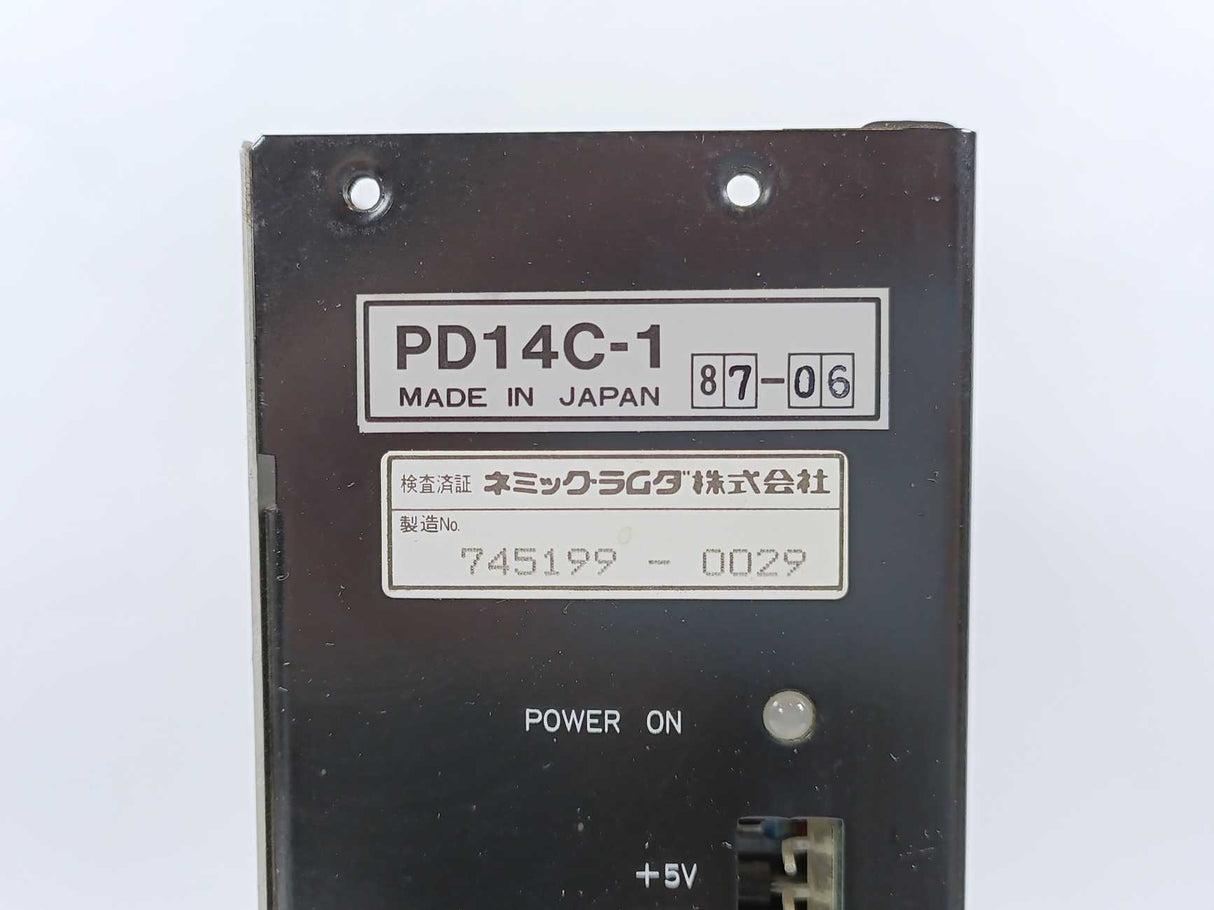 PD14C-1
MADE IN JAPAN 87-06
検査済証 ネミック・ラムダ株式会社
製造No.
745199 - 0029
POWER ON
+5V